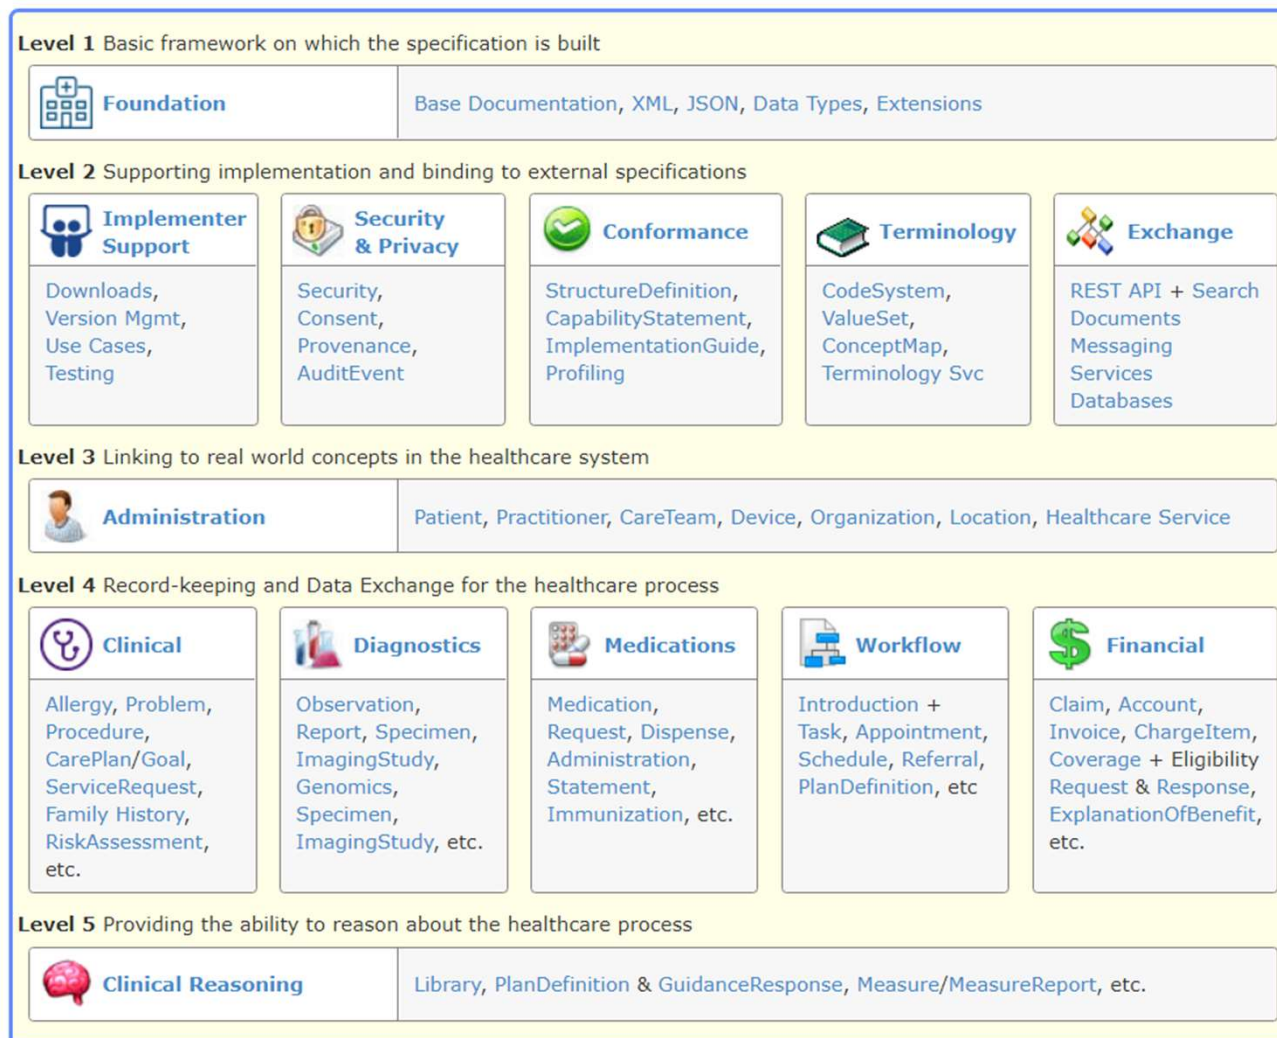 Level 1 Basic framework on which the specification is built
Foundation
Base Documentation, XML, JSON, Data Types, Extensions
Level 2 Supporting implementation and binding to external specifications
Implementer
Support
Downloads,
Version Mgmt,
Use Cases,
Testing
Security
& Privacy
Security,
Consent,
Provenance,
AuditEvent
Conformance
StructureDefinition,
CapabilityStatement,
ImplementationGuide,
Profiling
Terminology
CodeSystem,
ValueSet,
ConceptMap,
Terminology Svc
Exchange
REST API + Search
Documents
Messaging
Services
Databases
Level 3 Linking to real world concepts in the healthcare system
Administration
Patient, Practitioner, CareTeam, Device, Organization, Location, Healthcare Service
Level 4 Record-keeping and Data Exchange for the healthcare process
Clinical
Allergy, Problem,
Procedure,
CarePlan/Goal,
ServiceRequest,
Family History,
RiskAssessment,
etc.
Diagnostics
Observation,
Report, Specimen,
ImagingStudy,
Genomics,
Specimen,
ImagingStudy, etc.
Medications
Medication,
Request, Dispense,
Administration,
Statement,
Immunization, etc.
Workflow
Introduction +
Task, Appointment,
Schedule, Referral,
PlanDefinition, etc
Financial
Claim, Account,
Invoice, ChargeItem,
Coverage + Eligibility
Request & Response,
ExplanationOfBenefit,
etc.
Level 5 Providing the ability to reason about the healthcare process
Clinical Reasoning
Library, PlanDefinition & GuidanceResponse, Measure/MeasureReport, etc.